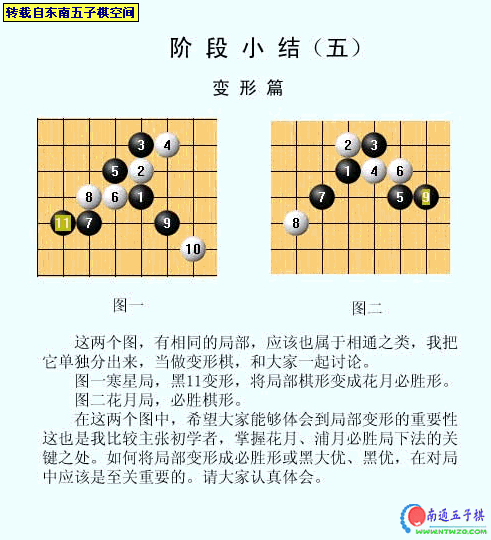 转载自东南五子棋空间
阶 段 小 结（五）
变 形 篇
3 4
5 2
8 6 1
11 7 9
10
2 3
1 4 6
7 5 9
8
图一
图二
这两个图，有相同的局部，应该也属于相通之类，我把
它单独分出来，当做变形棋，和大家一起讨论。
图一寒星局，黑11变形，将局部棋形变成花月必胜形。
图二花月局，必胜棋形。
在这两个图中，希望大家能够体会到局部变形的重要性
这也是我比较主张初学者，掌握花月、浦月必胜局下法的关
键之处。如何将局部变形成必胜形或黑大优、黑优，在对局
中应该是至关重要的。请大家认真体会。
南通五子棋
WWW.NTWZQ.COM